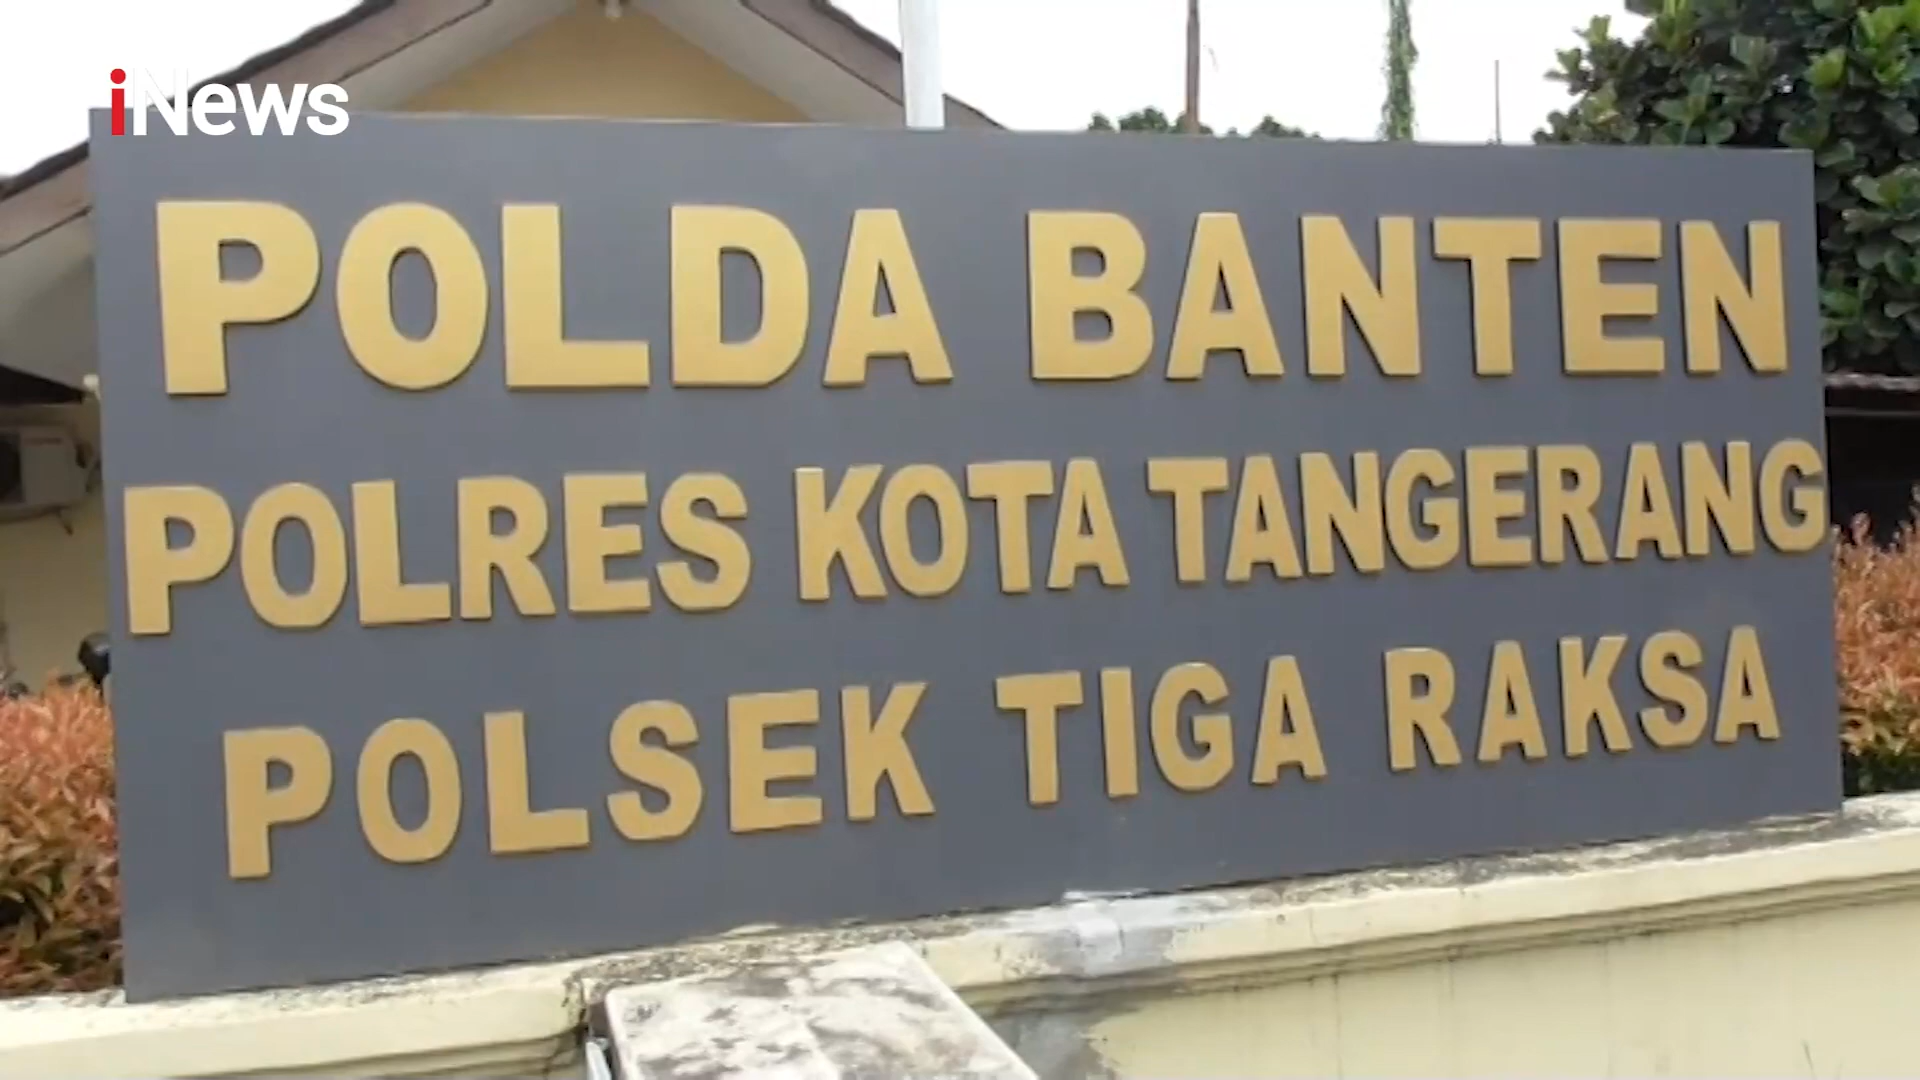 iNews
POLDA BANTEN
POLRES KOTA TANGERANG
POLSEK TIGA RAKSA